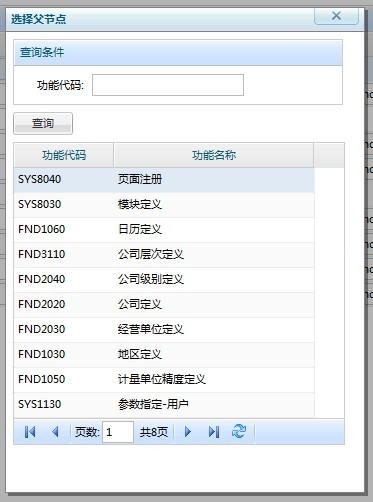 选择父节点
查询条件
功能代码:
查询
功能代码 功能名称
SYS8040 页面注册
SYS8030 模块定义
FND1060 日历定义
FND3110 公司层次定义
FND2040 公司级别定义
FND2020 公司定义
FND2030 经营单位定义
FND1030 地区定义
FND1050 计量单位精度定义
SYS1130 参数指定-用户
页数: 1 共8页